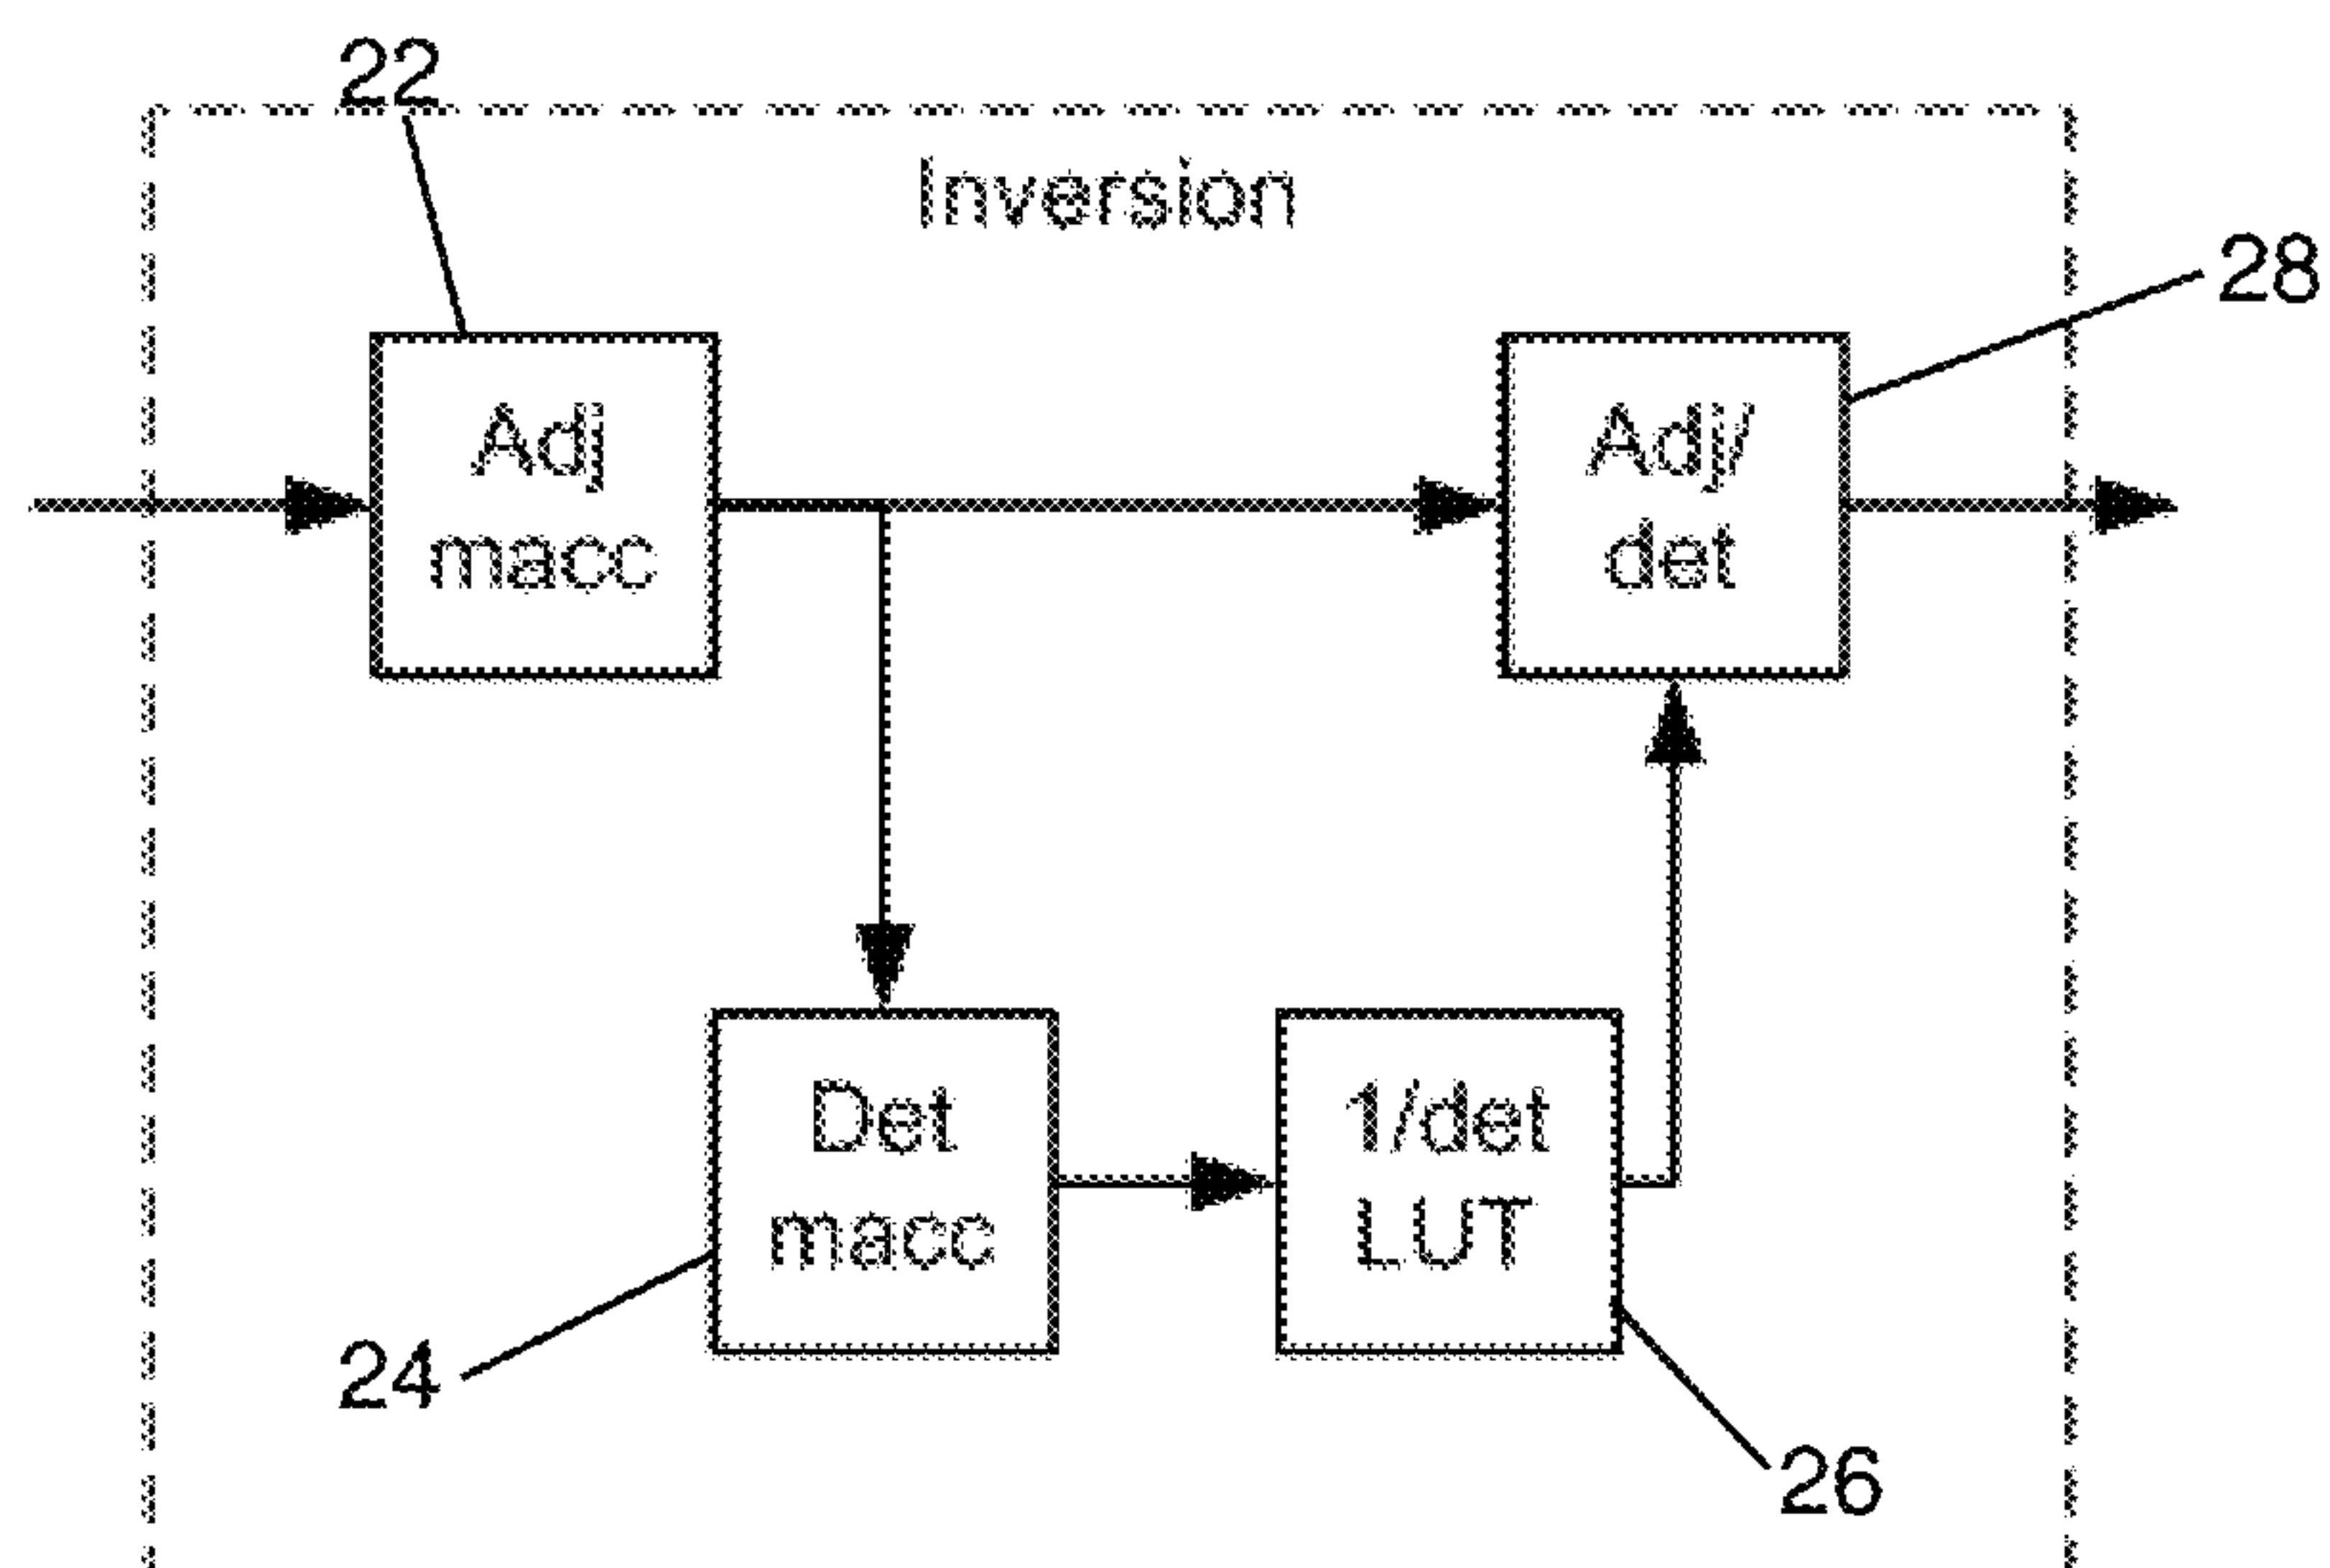 22
Inversion
28
Adj
macc
Adj/
det
Det
macc
1/det
LUT
24
26